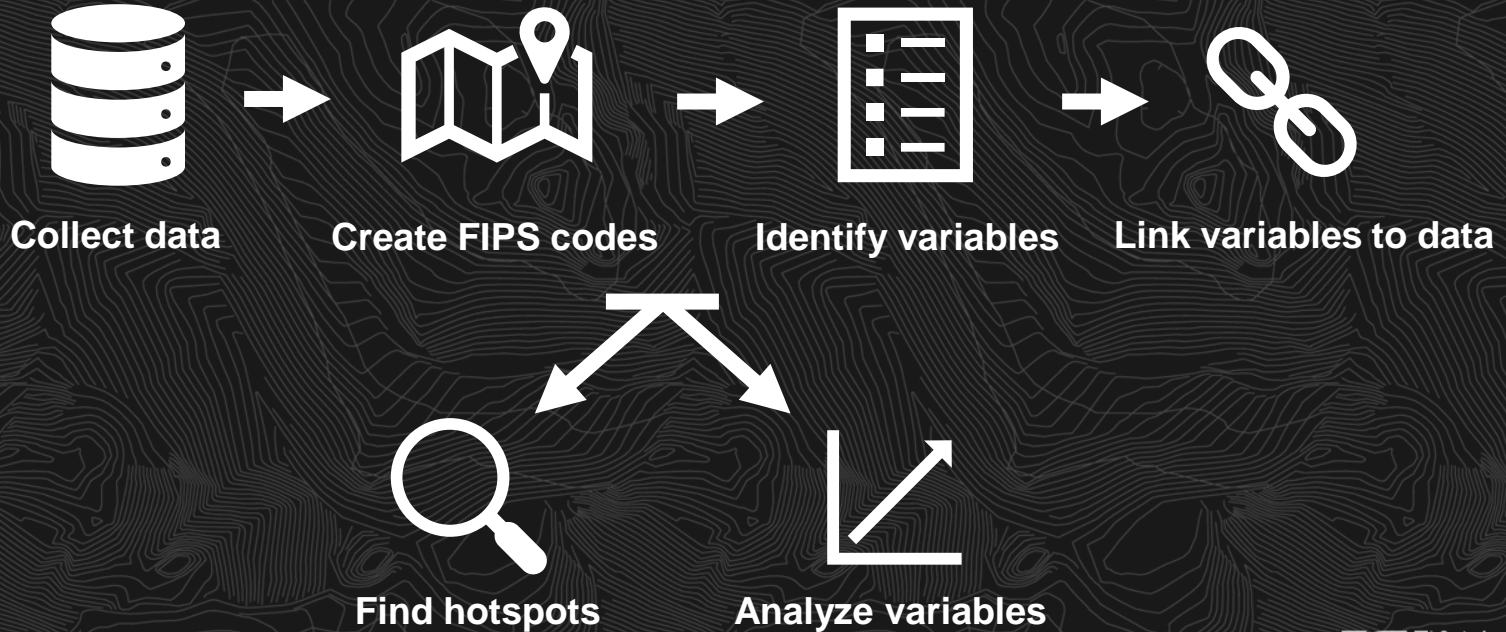 Collect data
Create FIPS codes
Identify variables
Link variables to data
Find hotspots
Analyze variables